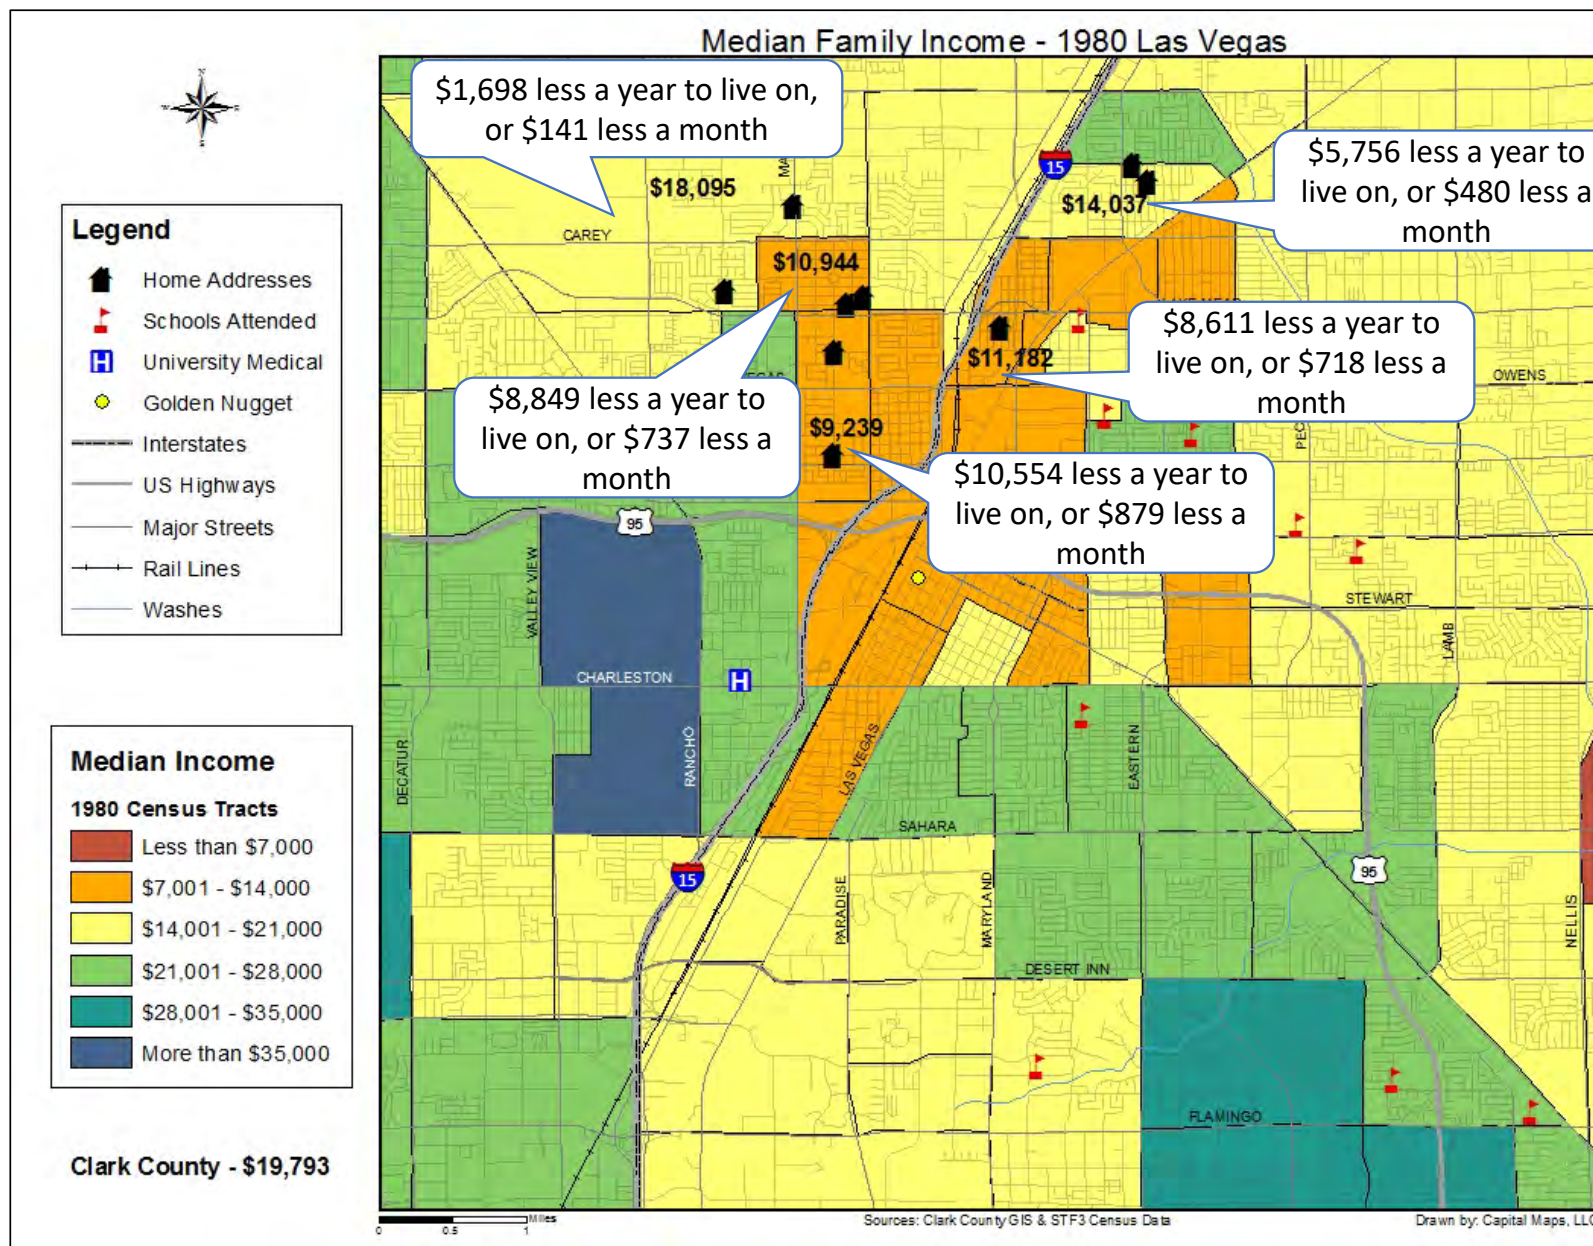 Median Family Income - 1980 Las Vegas
N
W
E
S
$1,698 less a year to live on,
or $141 less a month
$5,756 less a year to
live on, or $480 less a
month
15
$18,095
$14,037
CAREY
$10,944
$8,611 less a year to
live on, or $718 less a
month
$11,182
OWENS
$8,849 less a year to
live on, or $737 less a
month
$9,239
$10,554 less a year to
live on, or $879 less a
month
95
VALLEY VIEW
STEWART
LAMB
CHARLESTON
H
DECATUR
RANCHO
LAS VEGAS
EASTERN
SAHARA
15
95
PARADISE
MARYLAND
NELLIS
DESERT INN
FLAMINGO
Legend
Home Addresses
Schools Attended
H University Medical
Golden Nugget
Interstates
US Highways
Major Streets
Rail Lines
Washes
Median Income
1980 Census Tracts
Less than $7,000
$7,001 - $14,000
$14,001 - $21,000
$21,001 - $28,000
$28,001 - $35,000
More than $35,000
Clark County - $19,793
Miles
0 0.5 1
Sources: Clark County GIS & STF3 Census Data
Drawn by: Capital Maps, LLC